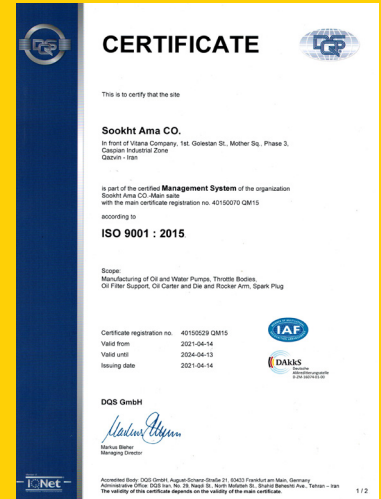 DQS
CERTIFICATE
DQS
This is to certify that the site
Sookht Ama CO.
In front of Vitana Company, 1st. Golestan St., Mother Sq., Phase 3,
Caspian Industrial Zone
Qazvin - Iran
is part of the certified Management System of the organization
Sookht Ama CO.-Main saite
with the main certificate registration no. 40150070 QM15
according to
ISO 9001 : 2015
Scope:
Manufacturing of Oil and Water Pumps, Throttle Bodies,
Oil Filter Support, Oil Carter and Die and Rocker Arm, Spark Plug
Certificate registration no. 40150529 QM15
Valid from 2021-04-14
Valid until 2024-04-13
Issuing date 2021-04-14
IAF
DAkkS
Deutsche
Akkreditierungsstelle
DQS GmbH
Markus Bleher
Managing Director
IQNet
Accredited Body: DQS GmbH, August-Schanz-Straße 21, 60433 Frankfurt am Main, Germany
Administrative Office: DQS Iran, No. 29, Naqdi St., North Mofatteh St., Shahid Beheshti Ave., Tehran – Iran
The validity of this certificate depends on the validity of the main certificate.
1 / 2